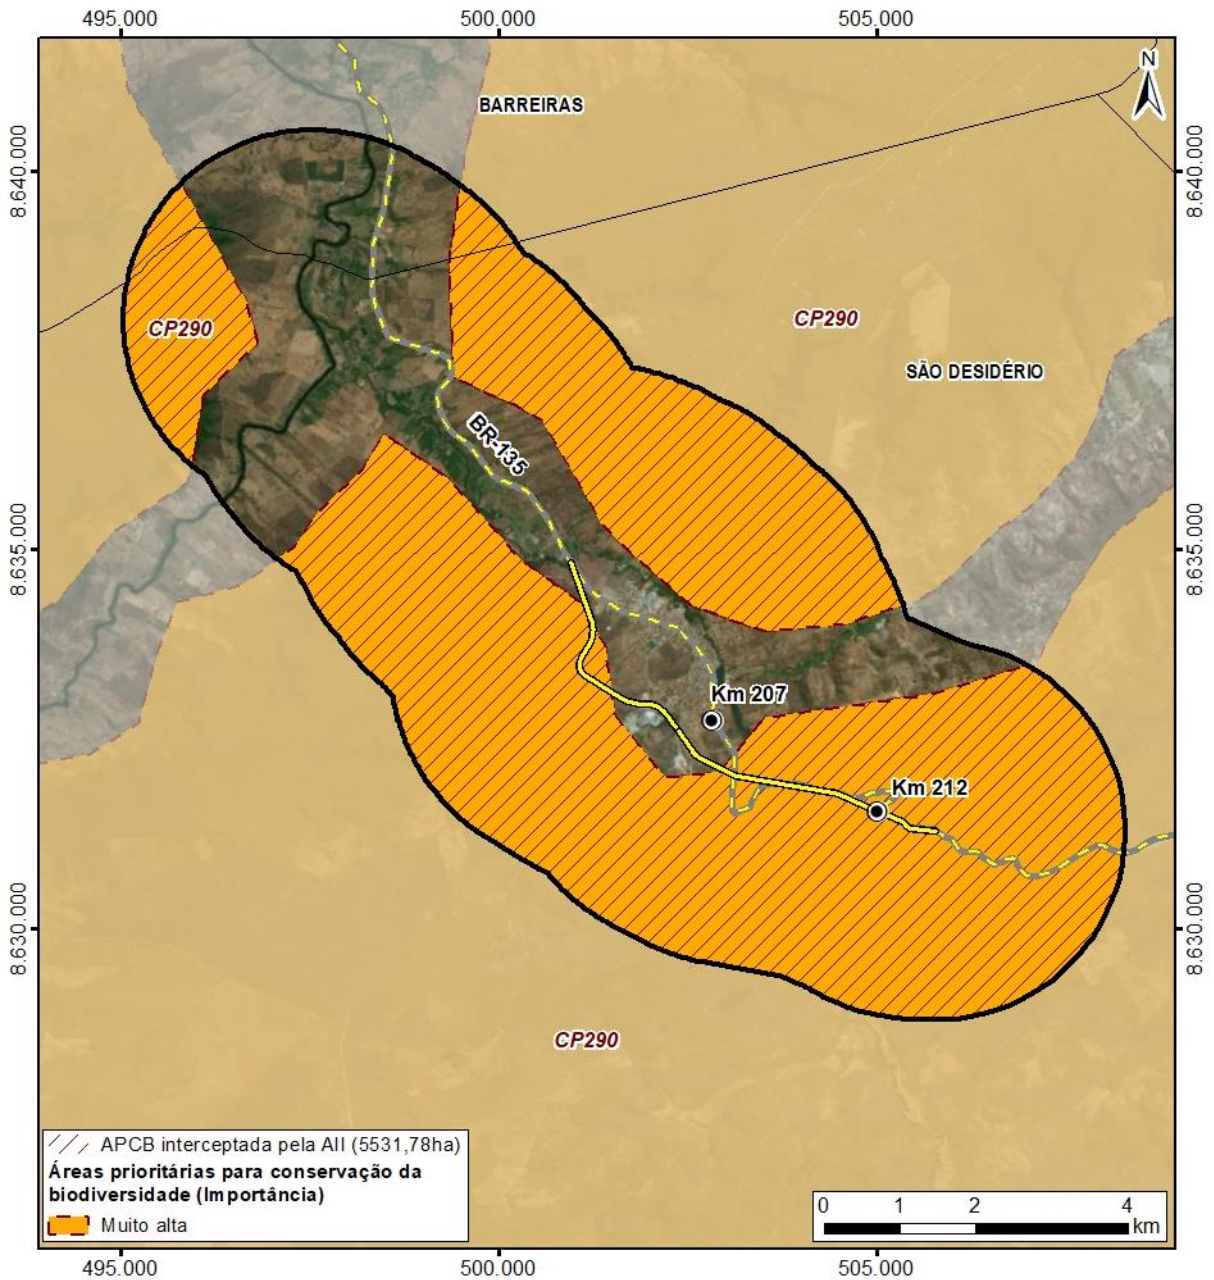 495.000
500.000
505.000
N
BARREIRAS
8.640.000
8.640.000
CP290
CP290
SÃO DESIDÉRIO
BR-135
8.635.000
8.635.000
Km 207
Km 212
8.630.000
8.630.000
CP290
APCB interceptada pela AII (5531,78ha)
Áreas prioritárias para conservação da
biodiversidade (Importância)
Muito alta
0 1 2 4
km
495.000
500.000
505.000